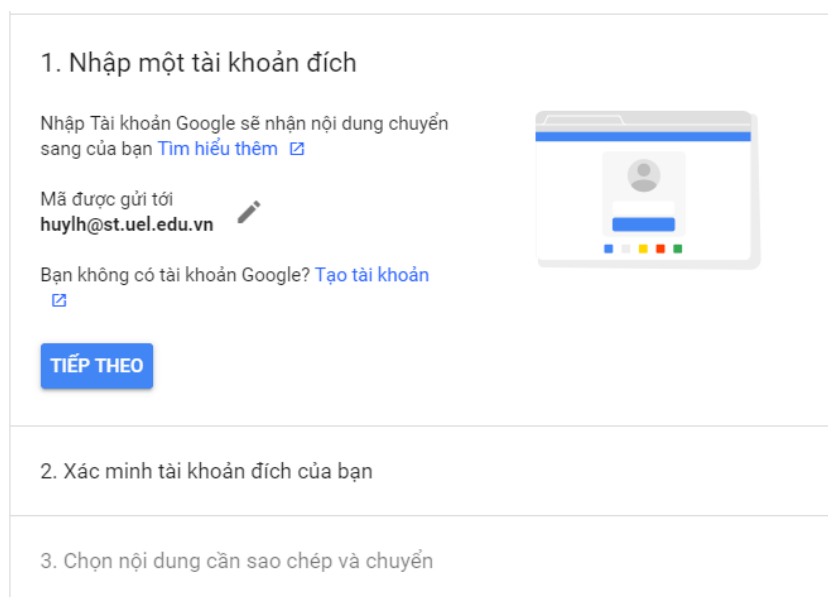 1. Nhập một tài khoản đích
Nhập Tài khoản Google sẽ nhận nội dung chuyển
sang của bạn Tìm hiểu thêm
Mã được gửi tới
huylh@st.uel.edu.vn
Bạn không có tài khoản Google? Tạo tài khoản
TIẾP THEO
2. Xác minh tài khoản đích của bạn
3. Chọn nội dung cần sao chép và chuyển